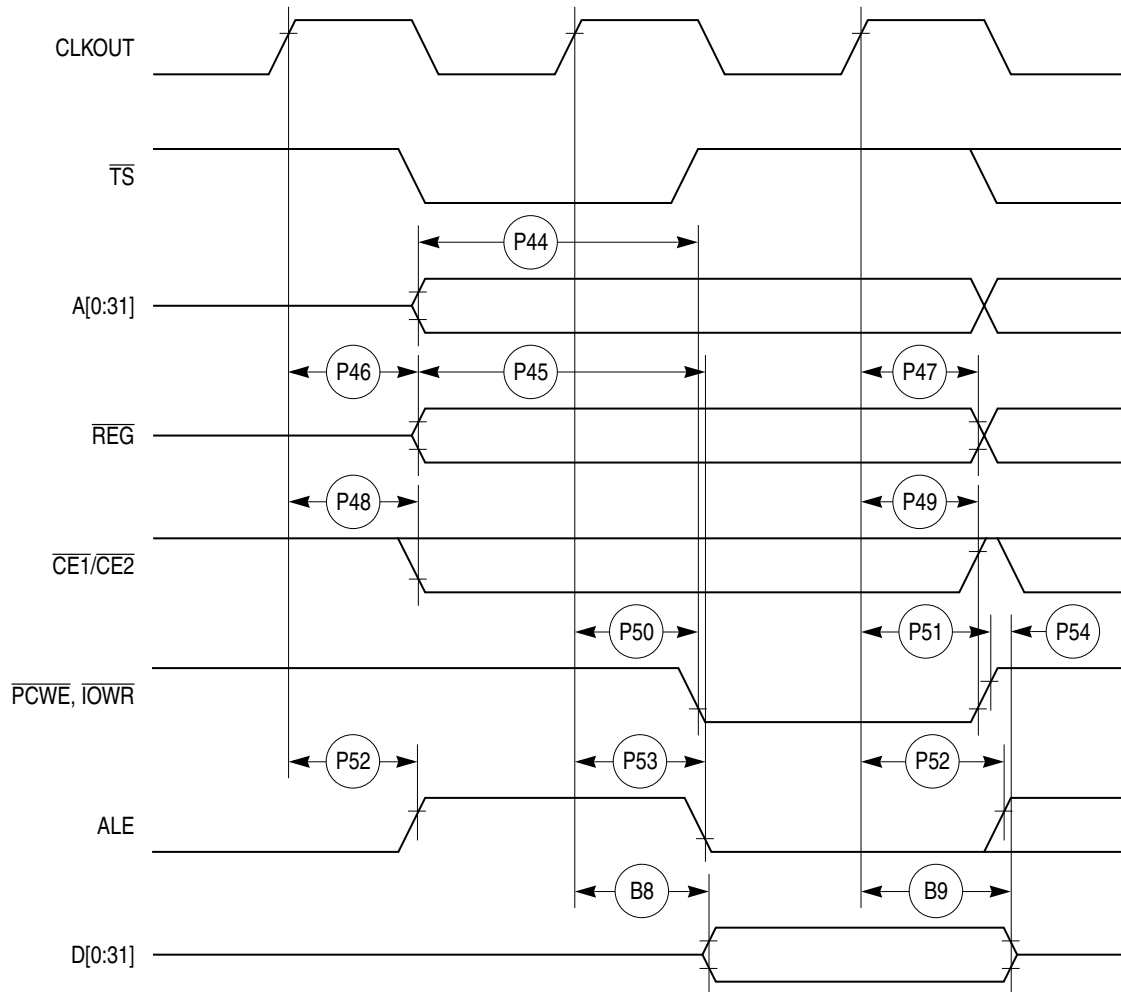 CLKOUT
TS
P44
A[0:31]
P46 P45 P47
REG
P48 P49
CE1/CE2
P50 P51 P54
PCWE, IOWR
P52 P53 P52
ALE
B8 B9
D[0:31]